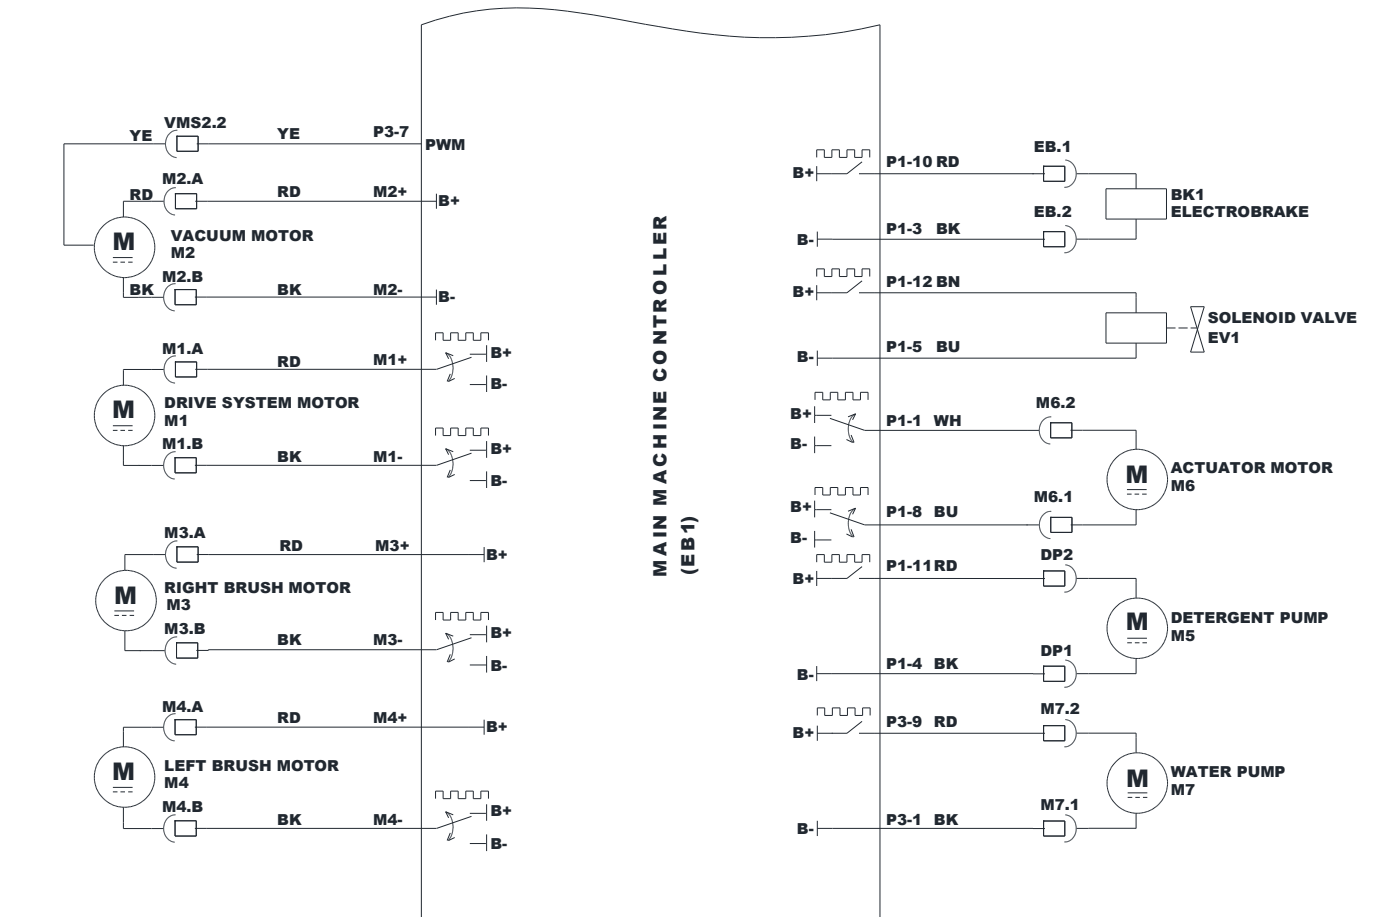 VMS2.2
YE
YE
P3-7
PWM
M2.A
RD
RD
M2+
B+
M
VACUUM MOTOR
M2
M2.B
BK
BK
M2-
B-
M1.A
RD
M1+
B+
B-
M
DRIVE SYSTEM MOTOR
M1
M1.B
BK
M1-
B+
B-
M3.A
RD
M3+
B+
M
RIGHT BRUSH MOTOR
M3
M3.B
BK
M3-
B+
B-
M4.A
RD
M4+
B+
M
LEFT BRUSH MOTOR
M4
M4.B
BK
M4-
B+
B-
MAIN MACHINE CONTROLLER
(EB1)
B+
P1-10 RD
EB.1
BK1
ELECTROBRAKE
EB.2
B-
P1-3 BK
B+
P1-12 BN
SOLENOID VALVE
EV1
B-
P1-5 BU
B+
B-
P1-1 WH
M6.2
M
ACTUATOR MOTOR
M6
B+
B-
P1-8 BU
M6.1
B+
P1-11 RD
DP2
M
DETERGENT PUMP
M5
B-
P1-4 BK
DP1
B+
P3-9 RD
M7.2
M
WATER PUMP
M7
B-
P3-1 BK
M7.1